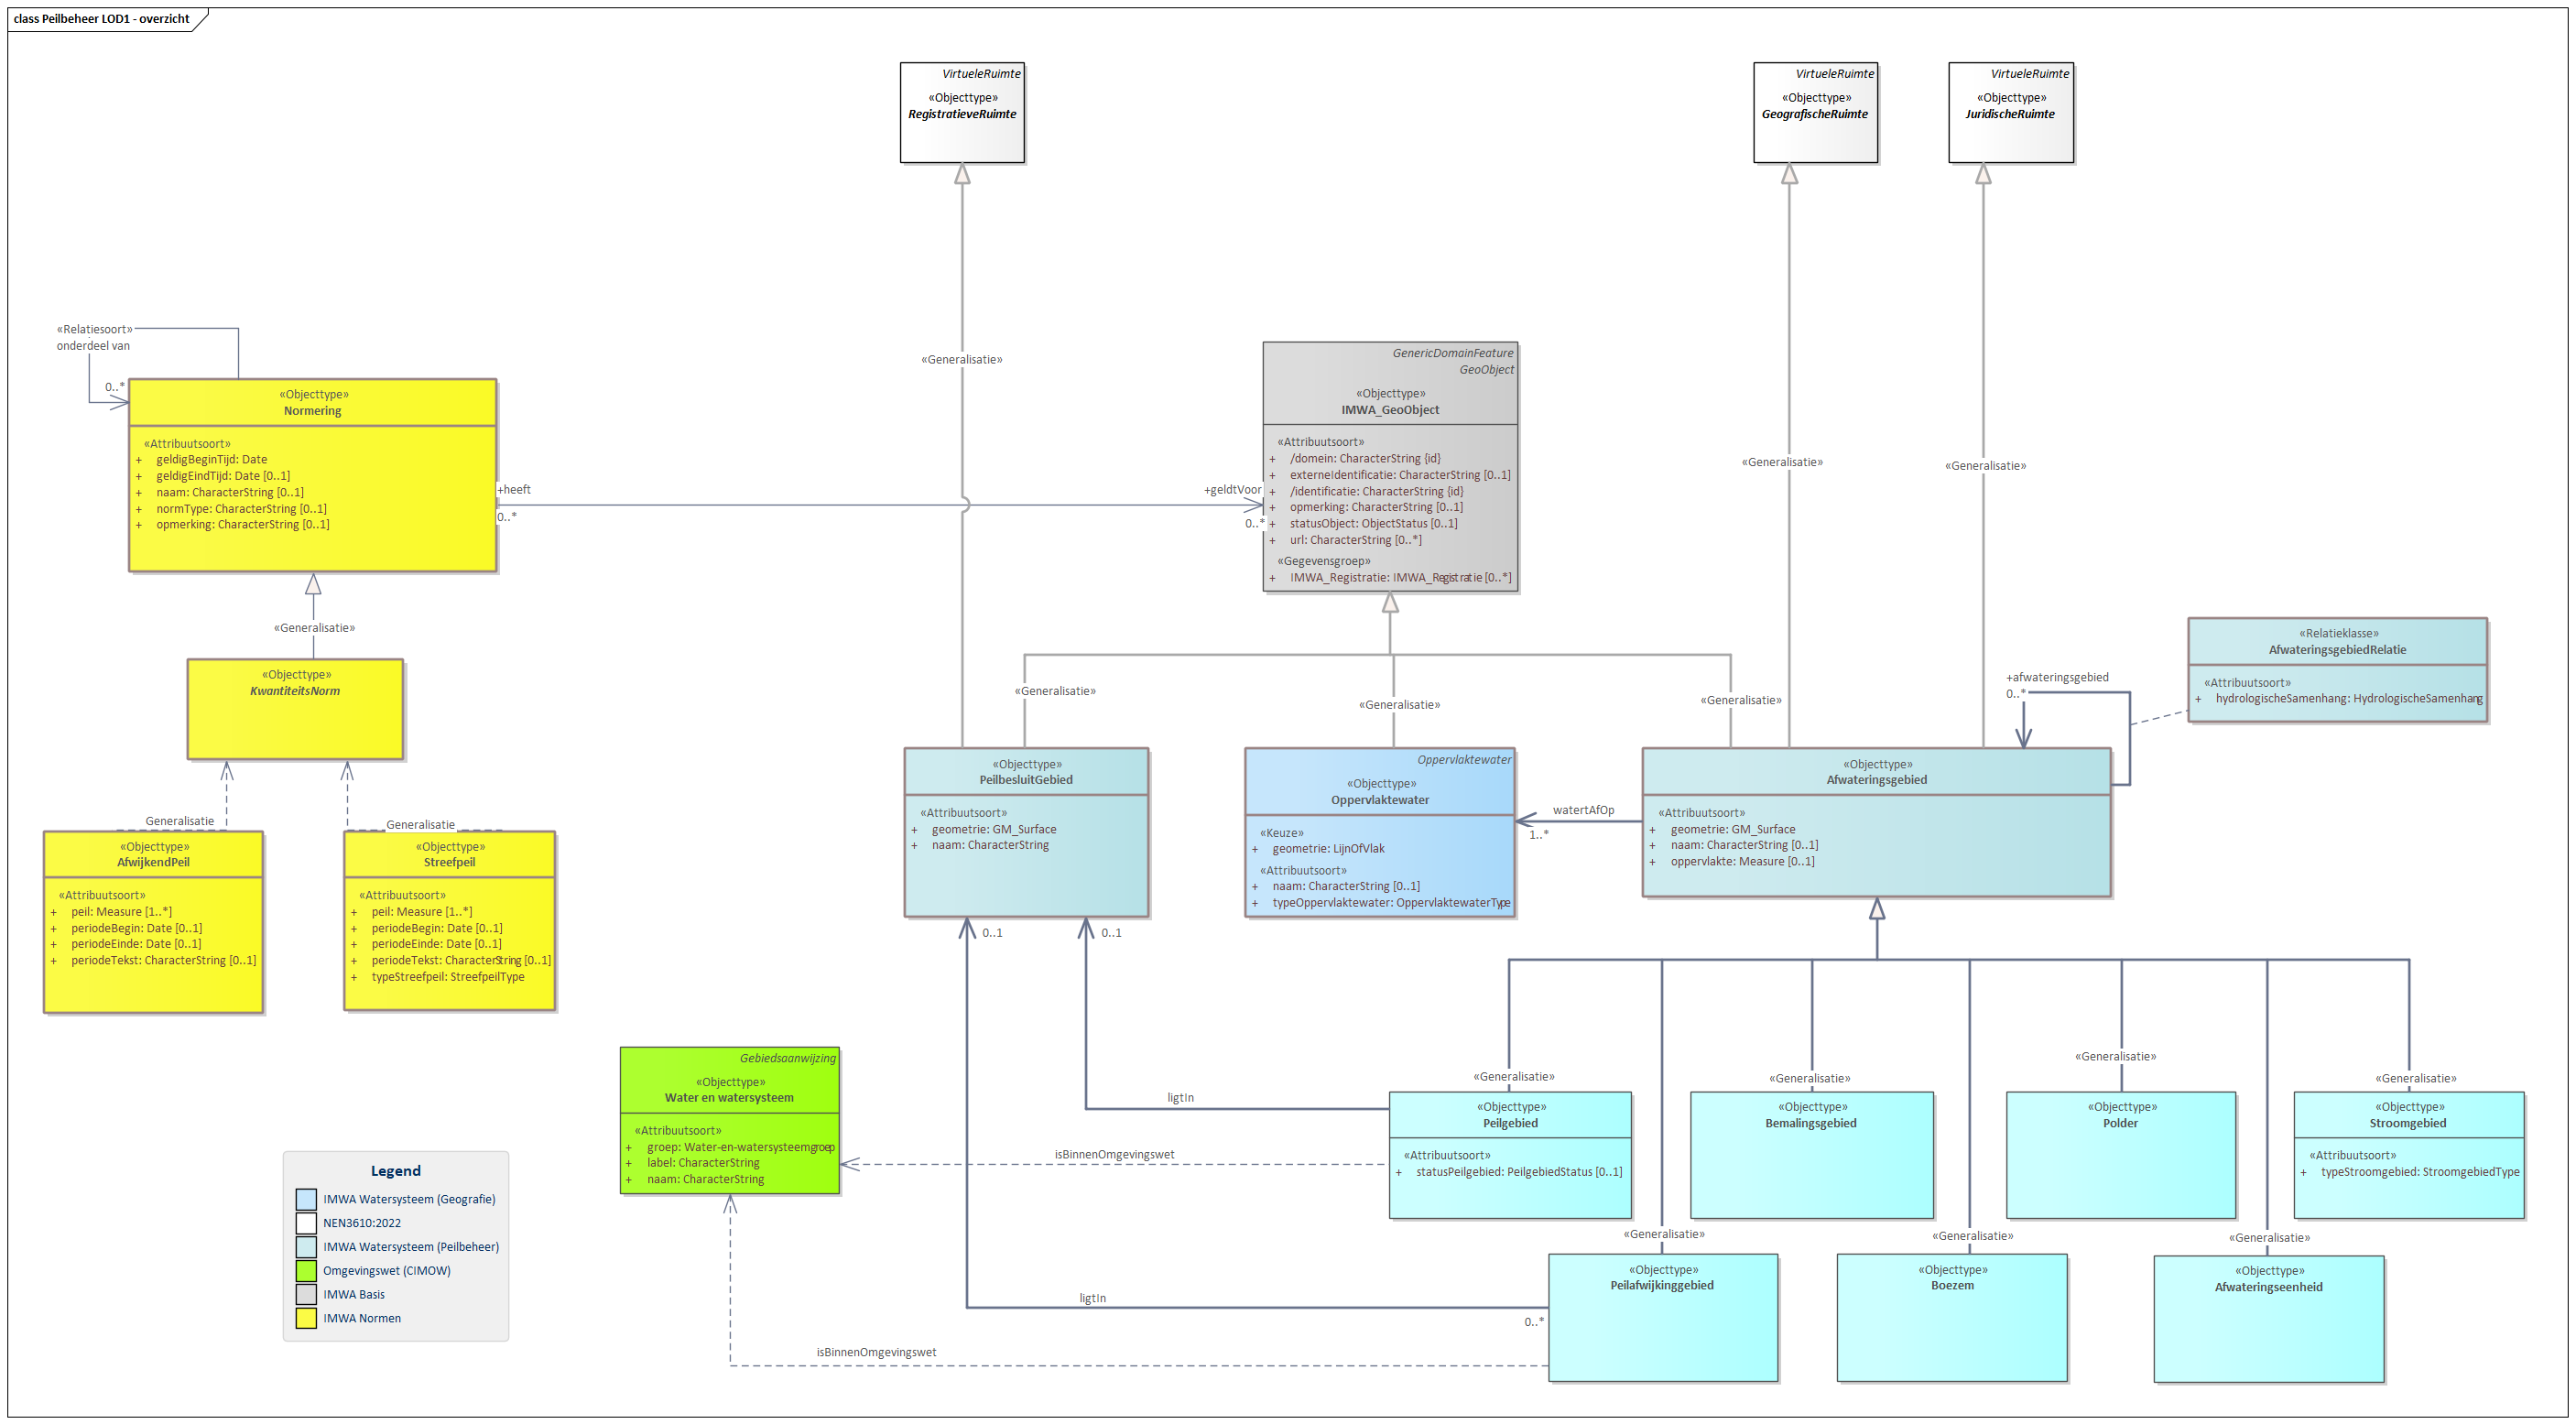 class Peilbeheer LOD1 - overzicht
VirtueleRuimte
«Objecttype»
RegistratieveRuimte
VirtueleRuimte
«Objecttype»
GeografischeRuimte
VirtueleRuimte
«Objecttype»
JuridischeRuimte
«Relatiesoort»
onderdeel van
0..*
«Objecttype»
Normering
«Attribuutsoort»
+ geldigBeginTijd: Date
+ geldigEindTijd: Date [0..1]
+ naam: CharacterString [0..1]
+ normType: CharacterString [0..1]
+ opmerking: CharacterString [0..1]
+heeft
0..*
+geldtVoor
0..*
«Generalisatie»
GenericDomainFeature
GeoObject
«Objecttype»
IMWA_GeoObject
«Attribuutsoort»
+ /domein: CharacterString {id}
+ externeIdentificatie: CharacterString [0..1]
+ /identificatie: CharacterString {id}
+ opmerking: CharacterString [0..1]
+ statusObject: ObjectStatus [0..1]
+ url: CharacterString [0..*]
«Gegevensgroep»
+ IMWA_Registratie: IMWA_Registratie [0..*]
«Generalisatie»
«Generalisatie»
«Generalisatie»
«Objecttype»
KwantiteitsNorm
Generalisatie
Generalisatie
«Objecttype»
AfwijkendPeil
«Attribuutsoort»
+ peil: Measure [1..*]
+ periodeBegin: Date [0..1]
+ periodeEinde: Date [0..1]
+ periodeTekst: CharacterString [0..1]
«Objecttype»
Streefpeil
«Attribuutsoort»
+ peil: Measure [1..*]
+ periodeBegin: Date [0..1]
+ periodeEinde: Date [0..1]
+ periodeTekst: CharacterString [0..1]
+ typeStreefpeil: StreefpeilType
«Generalisatie»
«Generalisatie»
«Generalisatie»
«Relatieklasse»
AfwateringsgebiedRelatie
«Attribuutsoort»
+ hydrologischeSamenhang: HydrologischeSamenhang
+afwateringsgebied
0..*
«Objecttype»
PeilbesluitGebied
«Attribuutsoort»
+ geometrie: GM_Surface
+ naam: CharacterString
Oppervlaktewater
«Objecttype»
Oppervlaktewater
«Keuze»
+ geometrie: LijnOfVlak
«Attribuutsoort»
+ naam: CharacterString [0..1]
+ typeOppervlaktewater: OppervlaktewaterType
watertAfOp
1..*
«Objecttype»
Afwateringsgebied
«Attribuutsoort»
+ geometrie: GM_Surface
+ naam: CharacterString [0..1]
+ oppervlakte: Measure [0..1]
0..1
0..1
Gebiedsaanwijzing
«Objecttype»
Water en watersysteem
«Attribuutsoort»
+ groep: Water-en-watersysteemgroep
+ label: CharacterString
+ naam: CharacterString
ligtIn
isBinnenOmgevingswet
«Generalisatie»
«Generalisatie»
«Generalisatie»
«Generalisatie»
«Objecttype»
Peilgebied
«Attribuutsoort»
+ statusPeilgebied: PeilgebiedStatus [0..1]
«Objecttype»
Bemalingsgebied
«Objecttype»
Polder
«Objecttype»
Stroomgebied
«Attribuutsoort»
+ typeStroomgebied: StroomgebiedType
«Generalisatie»
«Generalisatie»
«Generalisatie»
«Objecttype»
Peilafwijkinggebied
«Objecttype»
Boezem
«Objecttype»
Afwateringseenheid
ligtIn
0..*
isBinnenOmgevingswet
Legend
IMWA Watersysteem (Geografie)
NEN3610:2022
IMWA Watersysteem (Peilbeheer)
Omgevingswet (CIMOW)
IMWA Basis
IMWA Normen